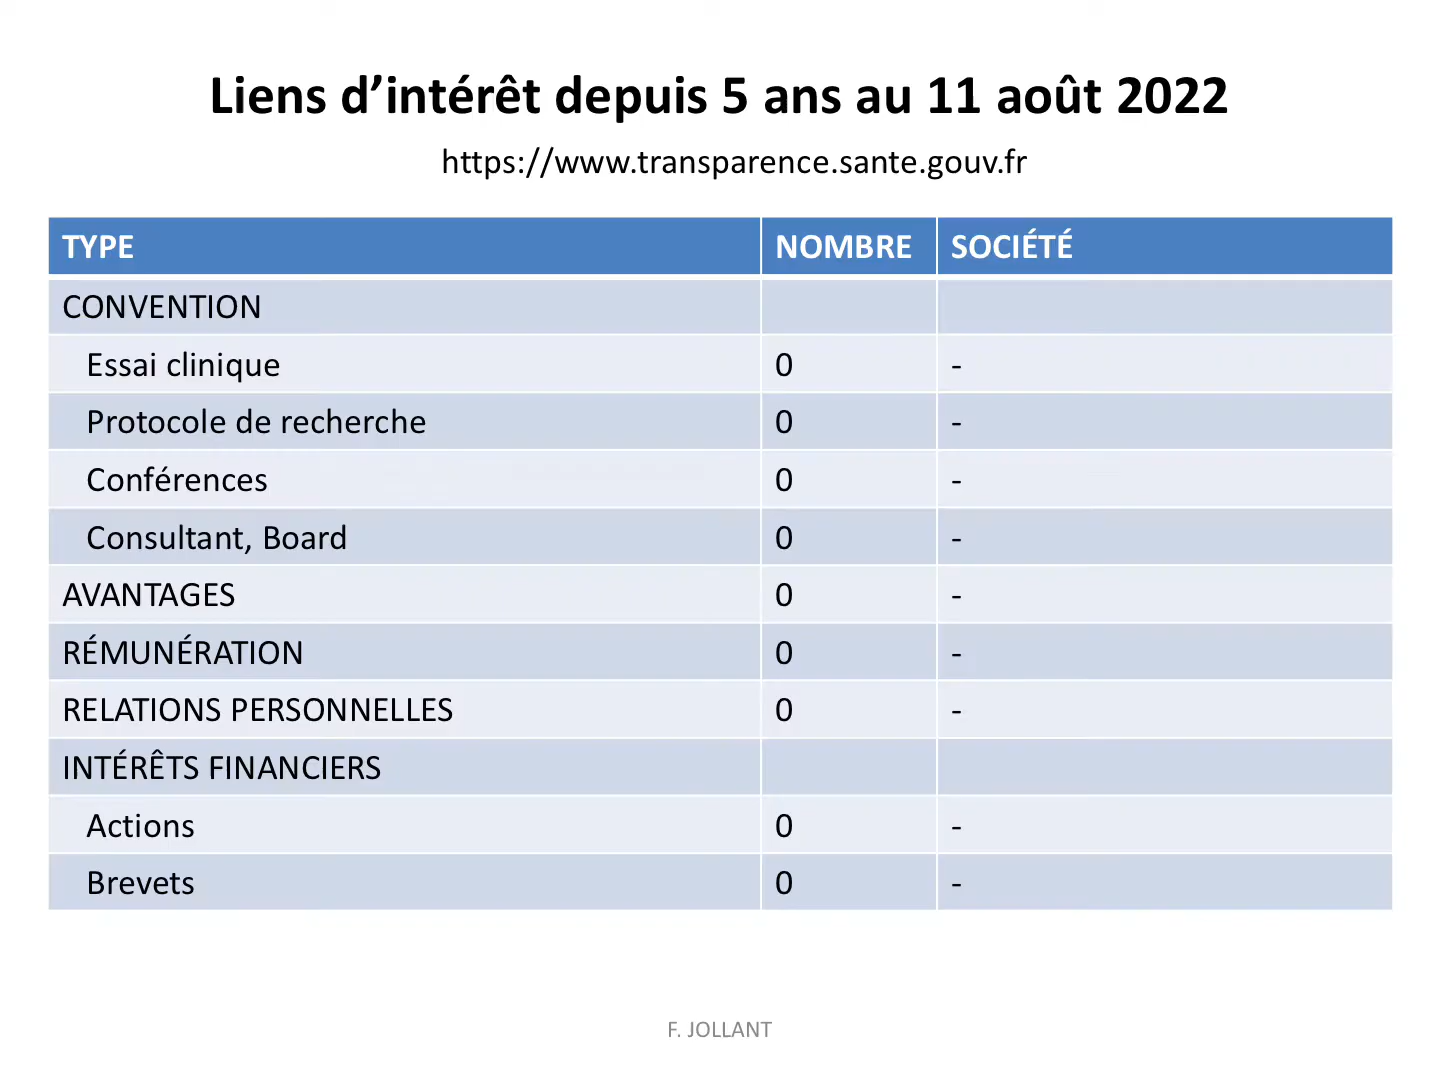 Liens d’intérêt depuis 5 ans au 11 août 2022
https://www.transparence.sante.gouv.fr
TYPE NOMBRE SOCIÉTÉ
CONVENTION
Essai clinique 0 -
Protocole de recherche 0 -
Conférences 0 -
Consultant, Board 0 -
AVANTAGES 0 -
RÉMUNÉRATION 0 -
RELATIONS PERSONNELLES 0 -
INTÉRÊTS FINANCIERS
Actions 0 -
Brevets 0 -
F. JOLLANT